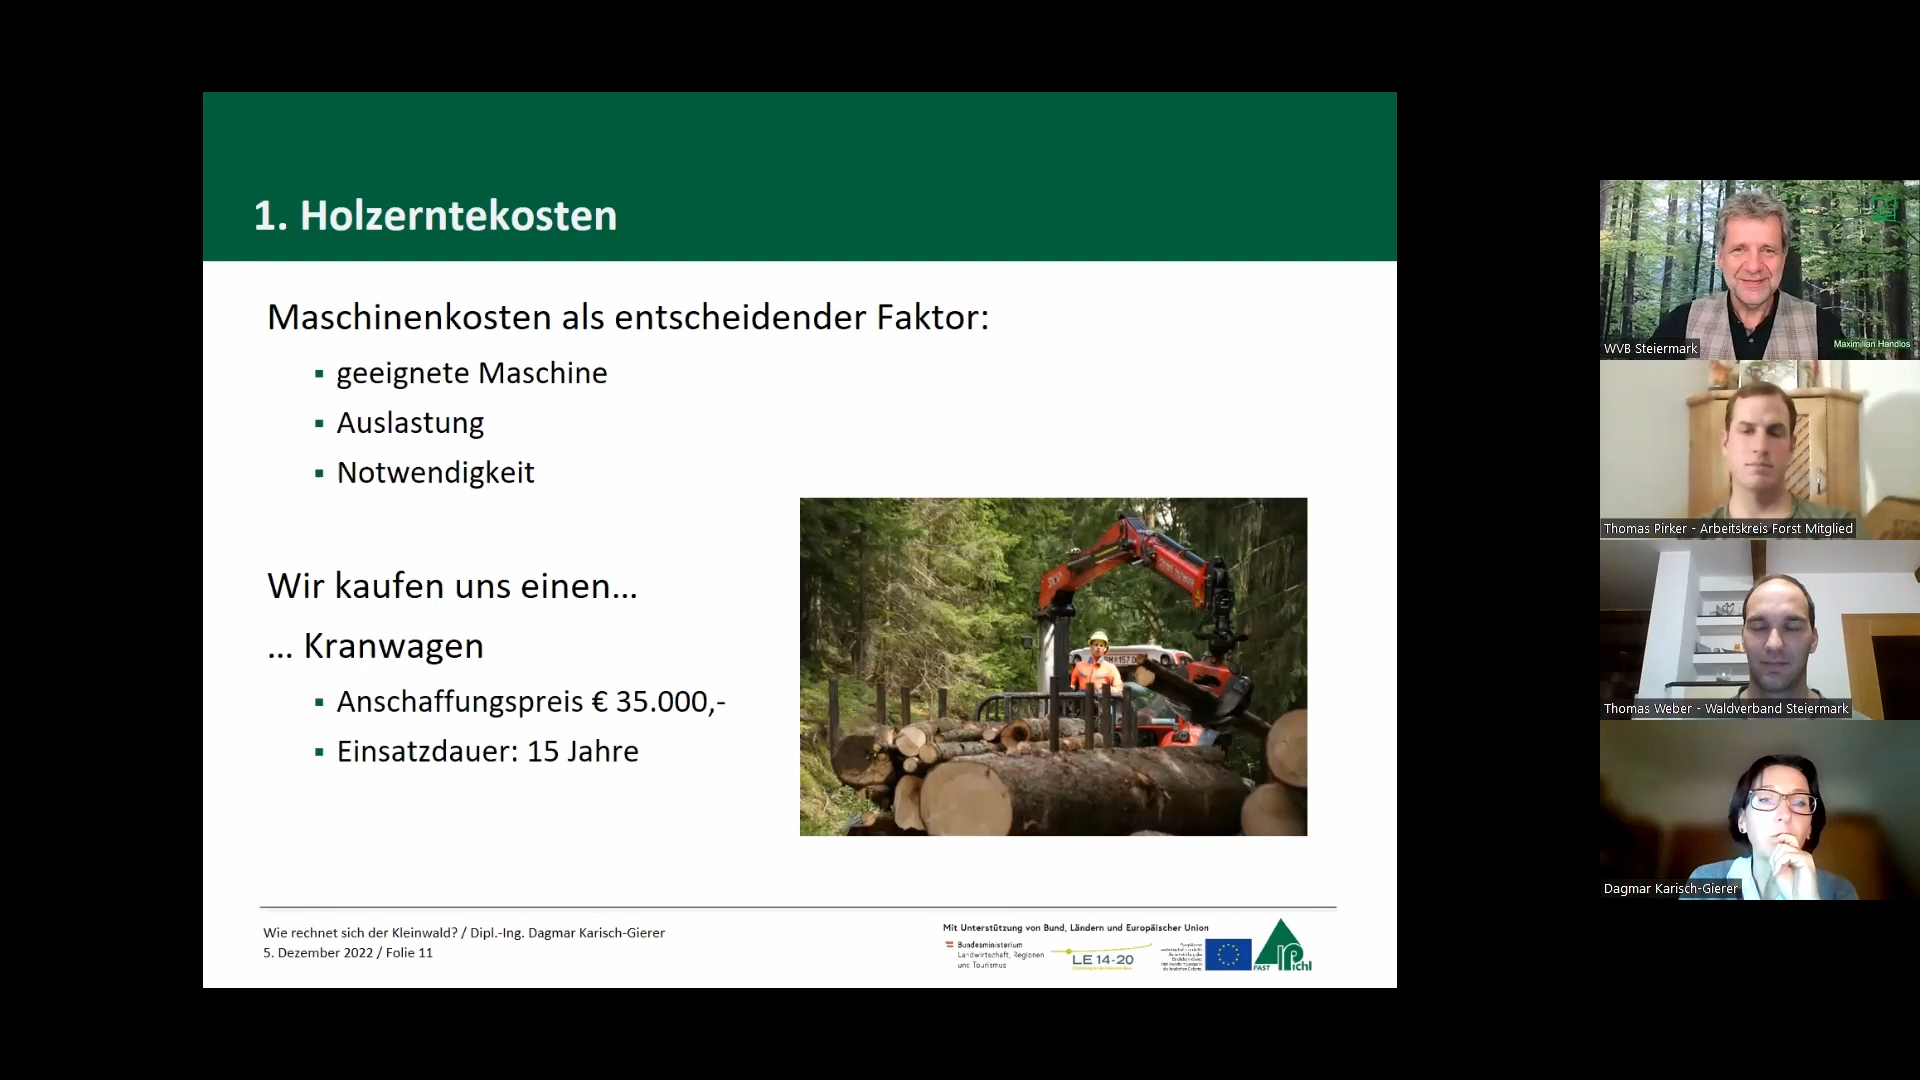 1. Holzerntekosten
Maschinenkosten als entscheidender Faktor:
▪ geeignete Maschine
▪ Auslastung
▪ Notwendigkeit
Wir kaufen uns einen...
... Kranwagen
▪ Anschaffungspreis € 35.000,-
▪ Einsatzdauer: 15 Jahre
Wie rechnet sich der Kleinwald? / Dipl.-Ing. Dagmar Karisch-Gierer
5. Dezember 2022 / Folie 11
Mit Unterstützung von Bund, Ländern und Europäischer Union
Bundesministerium
Landwirtschaft, Regionen
und Tourismus
LE 14-20
FAST Pichl
Maximilian Handlos
WVB Steiermark
Thomas Pirker - Arbeitskreis Forst Mitglied
Thomas Weber - Waldverband Steiermark
Dagmar Karisch-Gierer